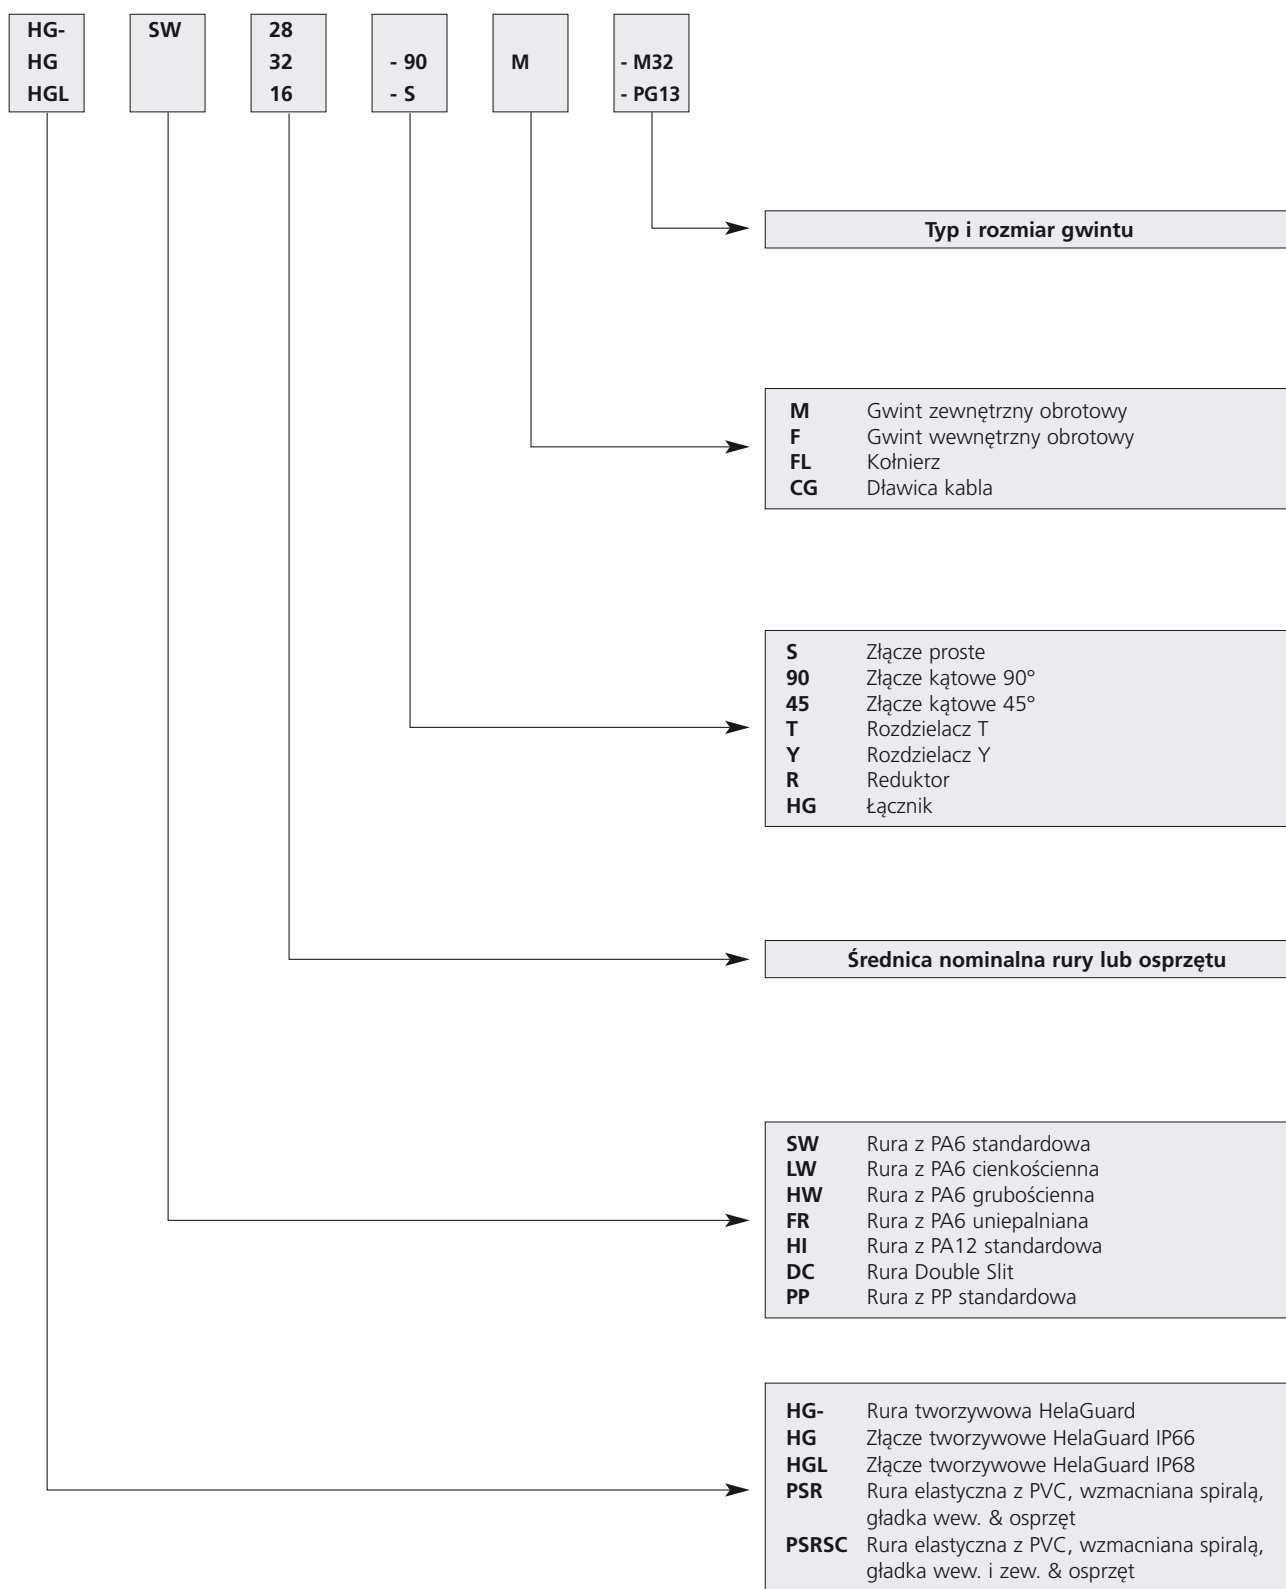 HG- SW 28
HG 32 - 90 M - M32
HGL 16 - S - PG13
Typ i rozmiar gwintu
M Gwint zewnętrzny obrotowy
F Gwint wewnętrzny obrotowy
FL Kołnierz
CG Dławica kabla
S Złącze proste
90 Złącze kątowe 90°
45 Złącze kątowe 45°
T Rozdzielacz T
Y Rozdzielacz Y
R Reduktor
HG Łącznik
Średnica nominalna rury lub osprzętu
SW Rura z PA6 standardowa
LW Rura z PA6 cienkościenna
HW Rura z PA6 grubościenna
FR Rura z PA6 uniepalniana
HI Rura z PA12 standardowa
DC Rura Double Slit
PP Rura z PP standardowa
HG- Rura tworzywowa HelaGuard
HG Złącze tworzywowe HelaGuard IP66
HGL Złącze tworzywowe HelaGuard IP68
PSR Rura elastyczna z PVC, wzmacniana spiralą,
gładka wew. & osprzęt
PSRSC Rura elastyczna z PVC, wzmacniana spiralą,
gładka wew. i zew. & osprzęt